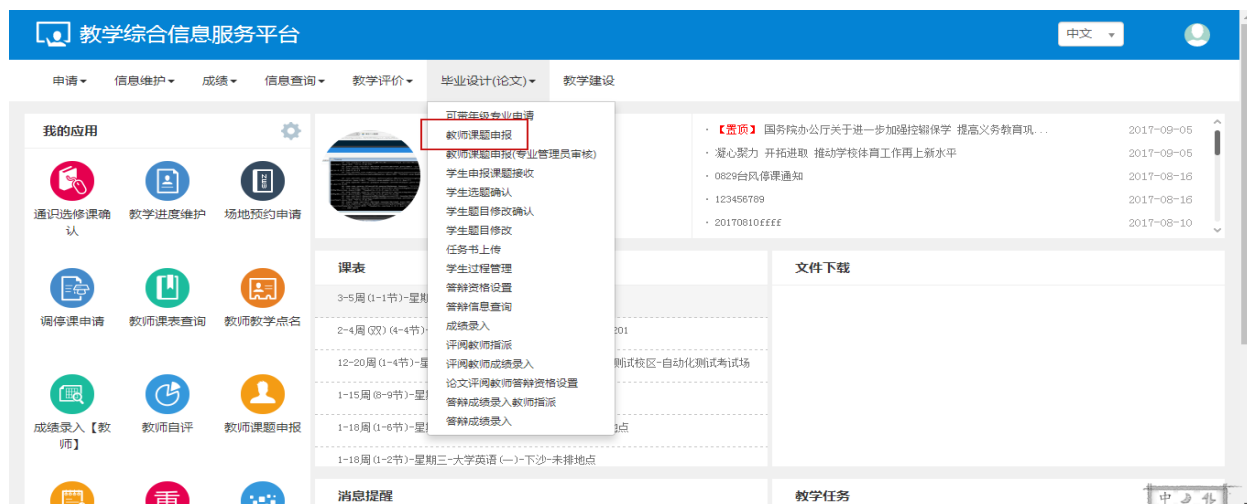 教学综合信息服务平台
中文
申请 信息维护 成绩 信息查询 教学评价 毕业设计(论文) 教学建设
我的应用
通识选修课确认
教学进度维护
场地预约申请
调停课申请
教师课表查询
教师教学点名
成绩录入【教师】
教师自评
教师课题申报
重
可带年级专业申请
教师课题申报
教师课题申报(专业管理员审核)
学生申报课题接收
学生选题确认
学生题目修改确认
学生题目修改
任务书上传
学生过程管理
答辩资格设置
答辩信息查询
成绩录入
评阅教师指派
评阅教师成绩录入
论文评阅教师答辩资格设置
答辩成绩录入教师指派
答辩成绩录入
· 【置顶】 国务院办公厅关于进一步加强控辍保学 提高义务教育巩... 2017-09-05
· 凝心聚力 开拓进取 推动学校体育工作再上新水平 2017-09-05
· 0829台风停课通知 2017-08-16
· 123456789 2017-08-16
· 20170810ffff 2017-08-10
课表
3-5周(1-1节)-星期
2-4周(双)(4-4节)- 201
12-20周(1-4节)-星 测试校区-自动化测试考试场
1-15周(8-9节)-星
1-18周(1-6节)-星 地点
1-18周(1-2节)-星期三-大学英语(一)-下沙-未排地点
文件下载
消息提醒
教学任务
中